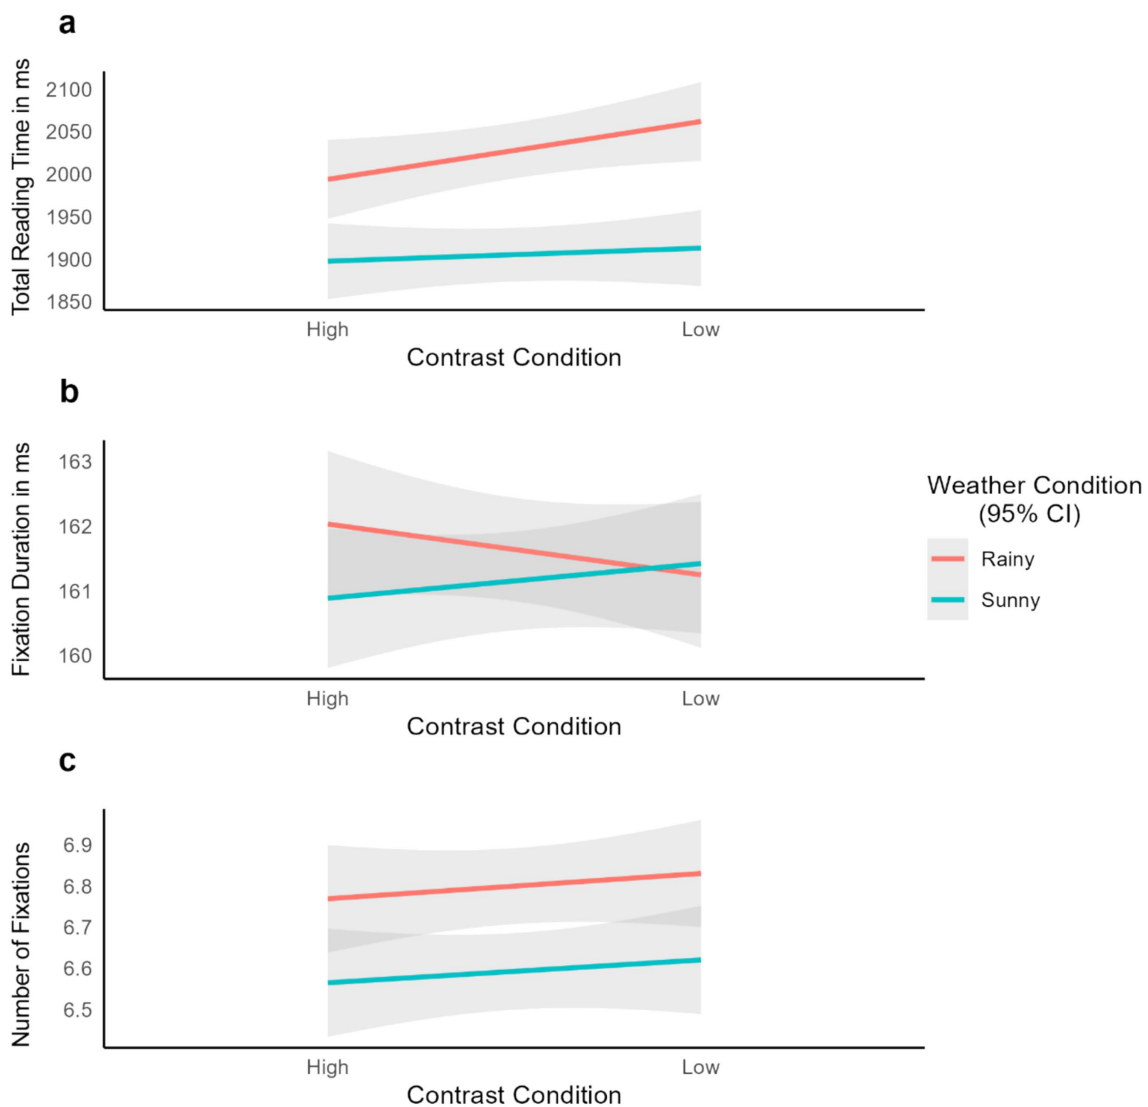 a
Total Reading Time in ms
2100
2050
2000
1950
1900
1850
High
Low
Contrast Condition
b
Fixation Duration in ms
163
162
161
160
High
Low
Contrast Condition
Weather Condition
(95% CI)
Rainy
Sunny
c
Number of Fixations
6.9
6.8
6.7
6.6
6.5
High
Low
Contrast Condition